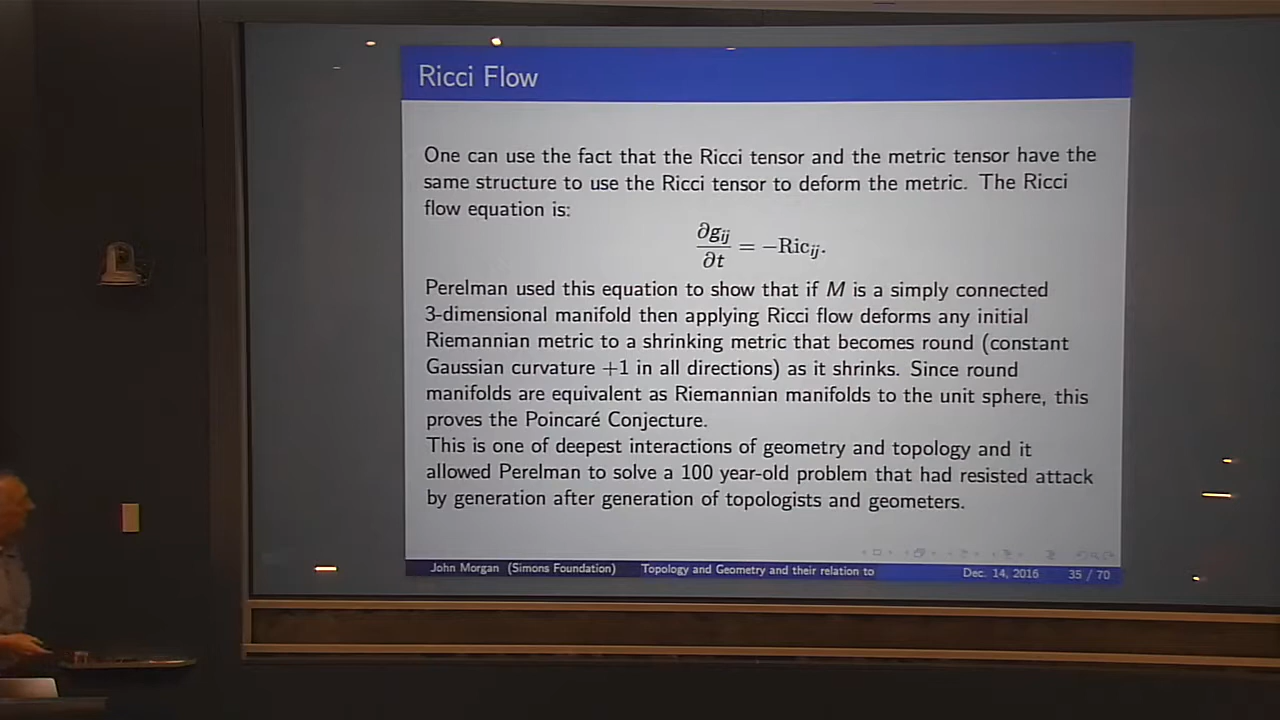 Ricci Flow
One can use the fact that the Ricci tensor and the metric tensor have the
same structure to use the Ricci tensor to deform the metric. The Ricci
flow equation is:
∂g_{ij}/∂t = −Ric_{ij}.
Perelman used this equation to show that if M is a simply connected
3-dimensional manifold then applying Ricci flow deforms any initial
Riemannian metric to a shrinking metric that becomes round (constant
Gaussian curvature +1 in all directions) as it shrinks. Since round
manifolds are equivalent as Riemannian manifolds to the unit sphere, this
proves the Poincaré Conjecture.
This is one of deepest interactions of geometry and topology and it
allowed Perelman to solve a 100 year-old problem that had resisted attack
by generation after generation of topologists and geometers.
John Morgan (Simons Foundation) Topology and Geometry and their relation to Dec. 14, 2016 35 / 70